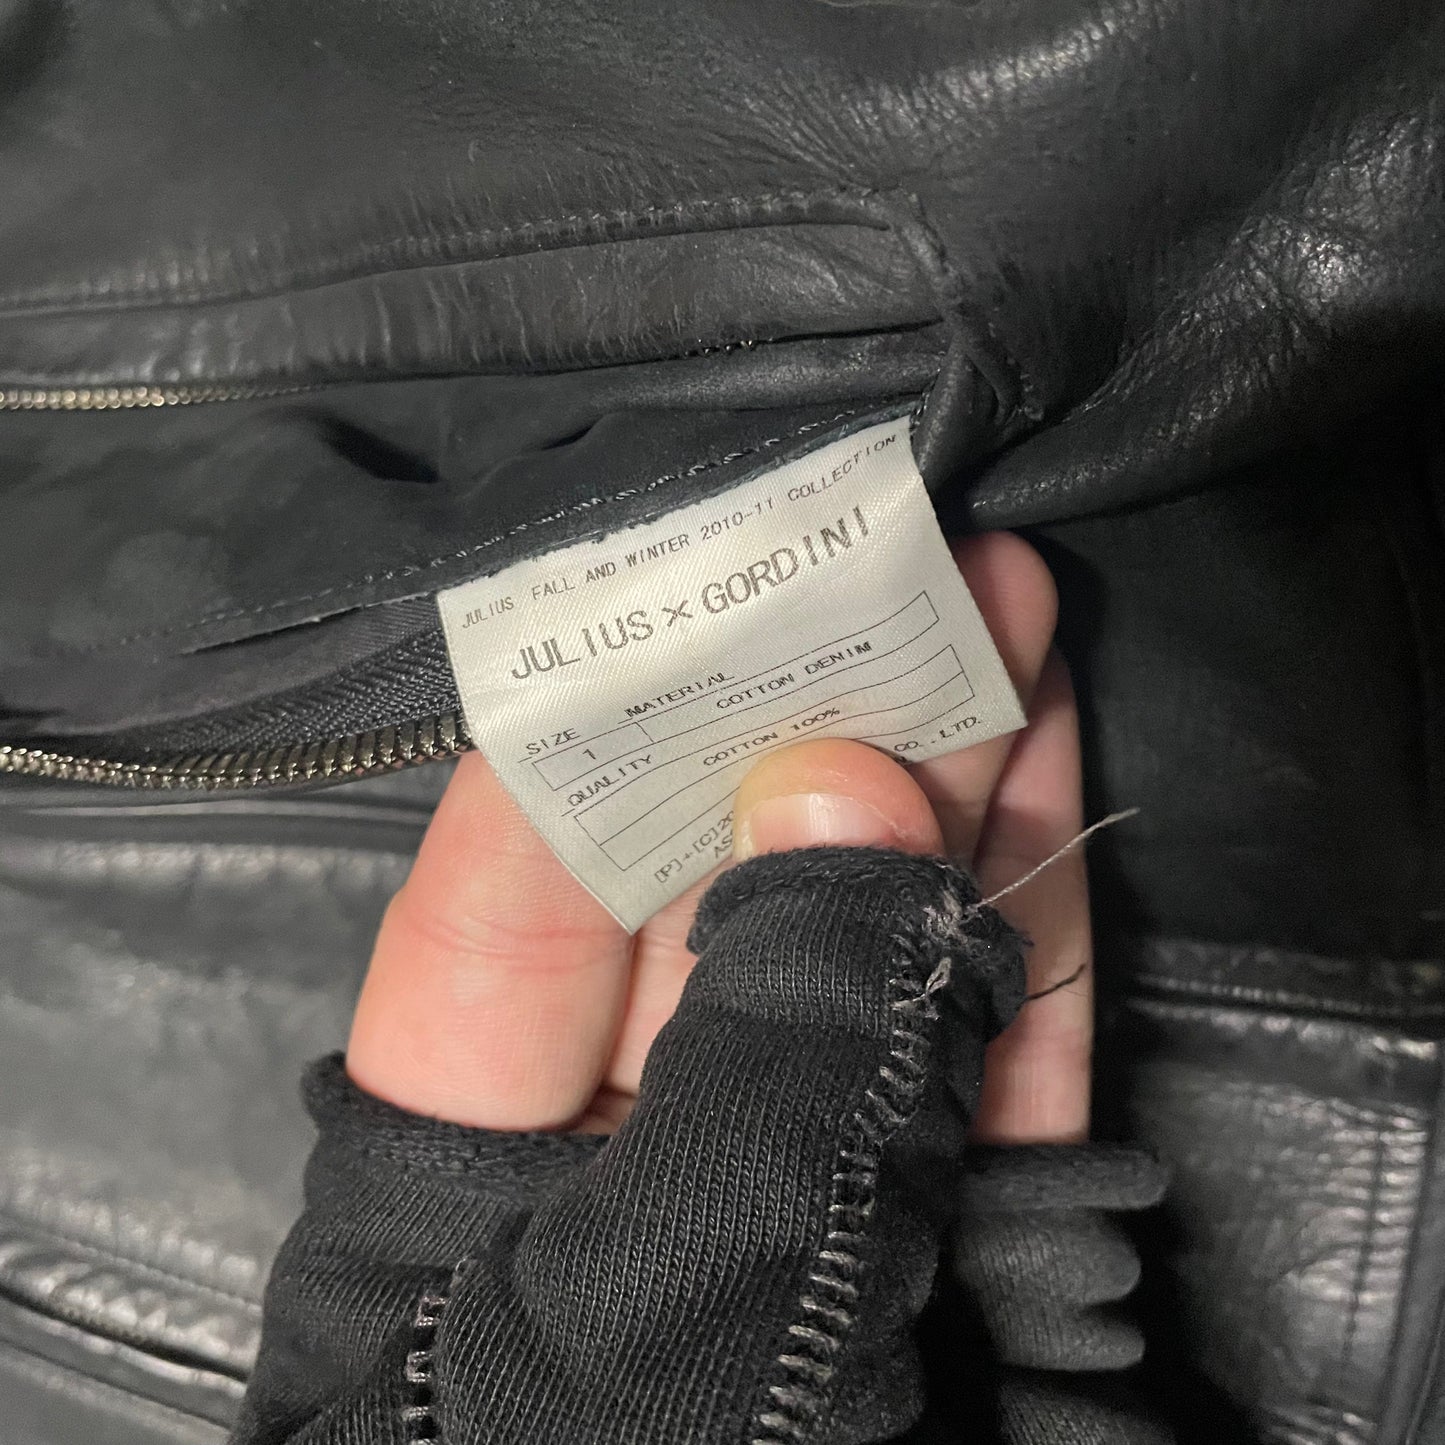 JULIUS FALL AND WINTER 2010-11 COLLECTION
JULIUS × GORDINI
SIZE MATERIAL
1 COTTON DENIM
QUALITY
COTTON 100%
[P]+[C]20 CO.,LTD.